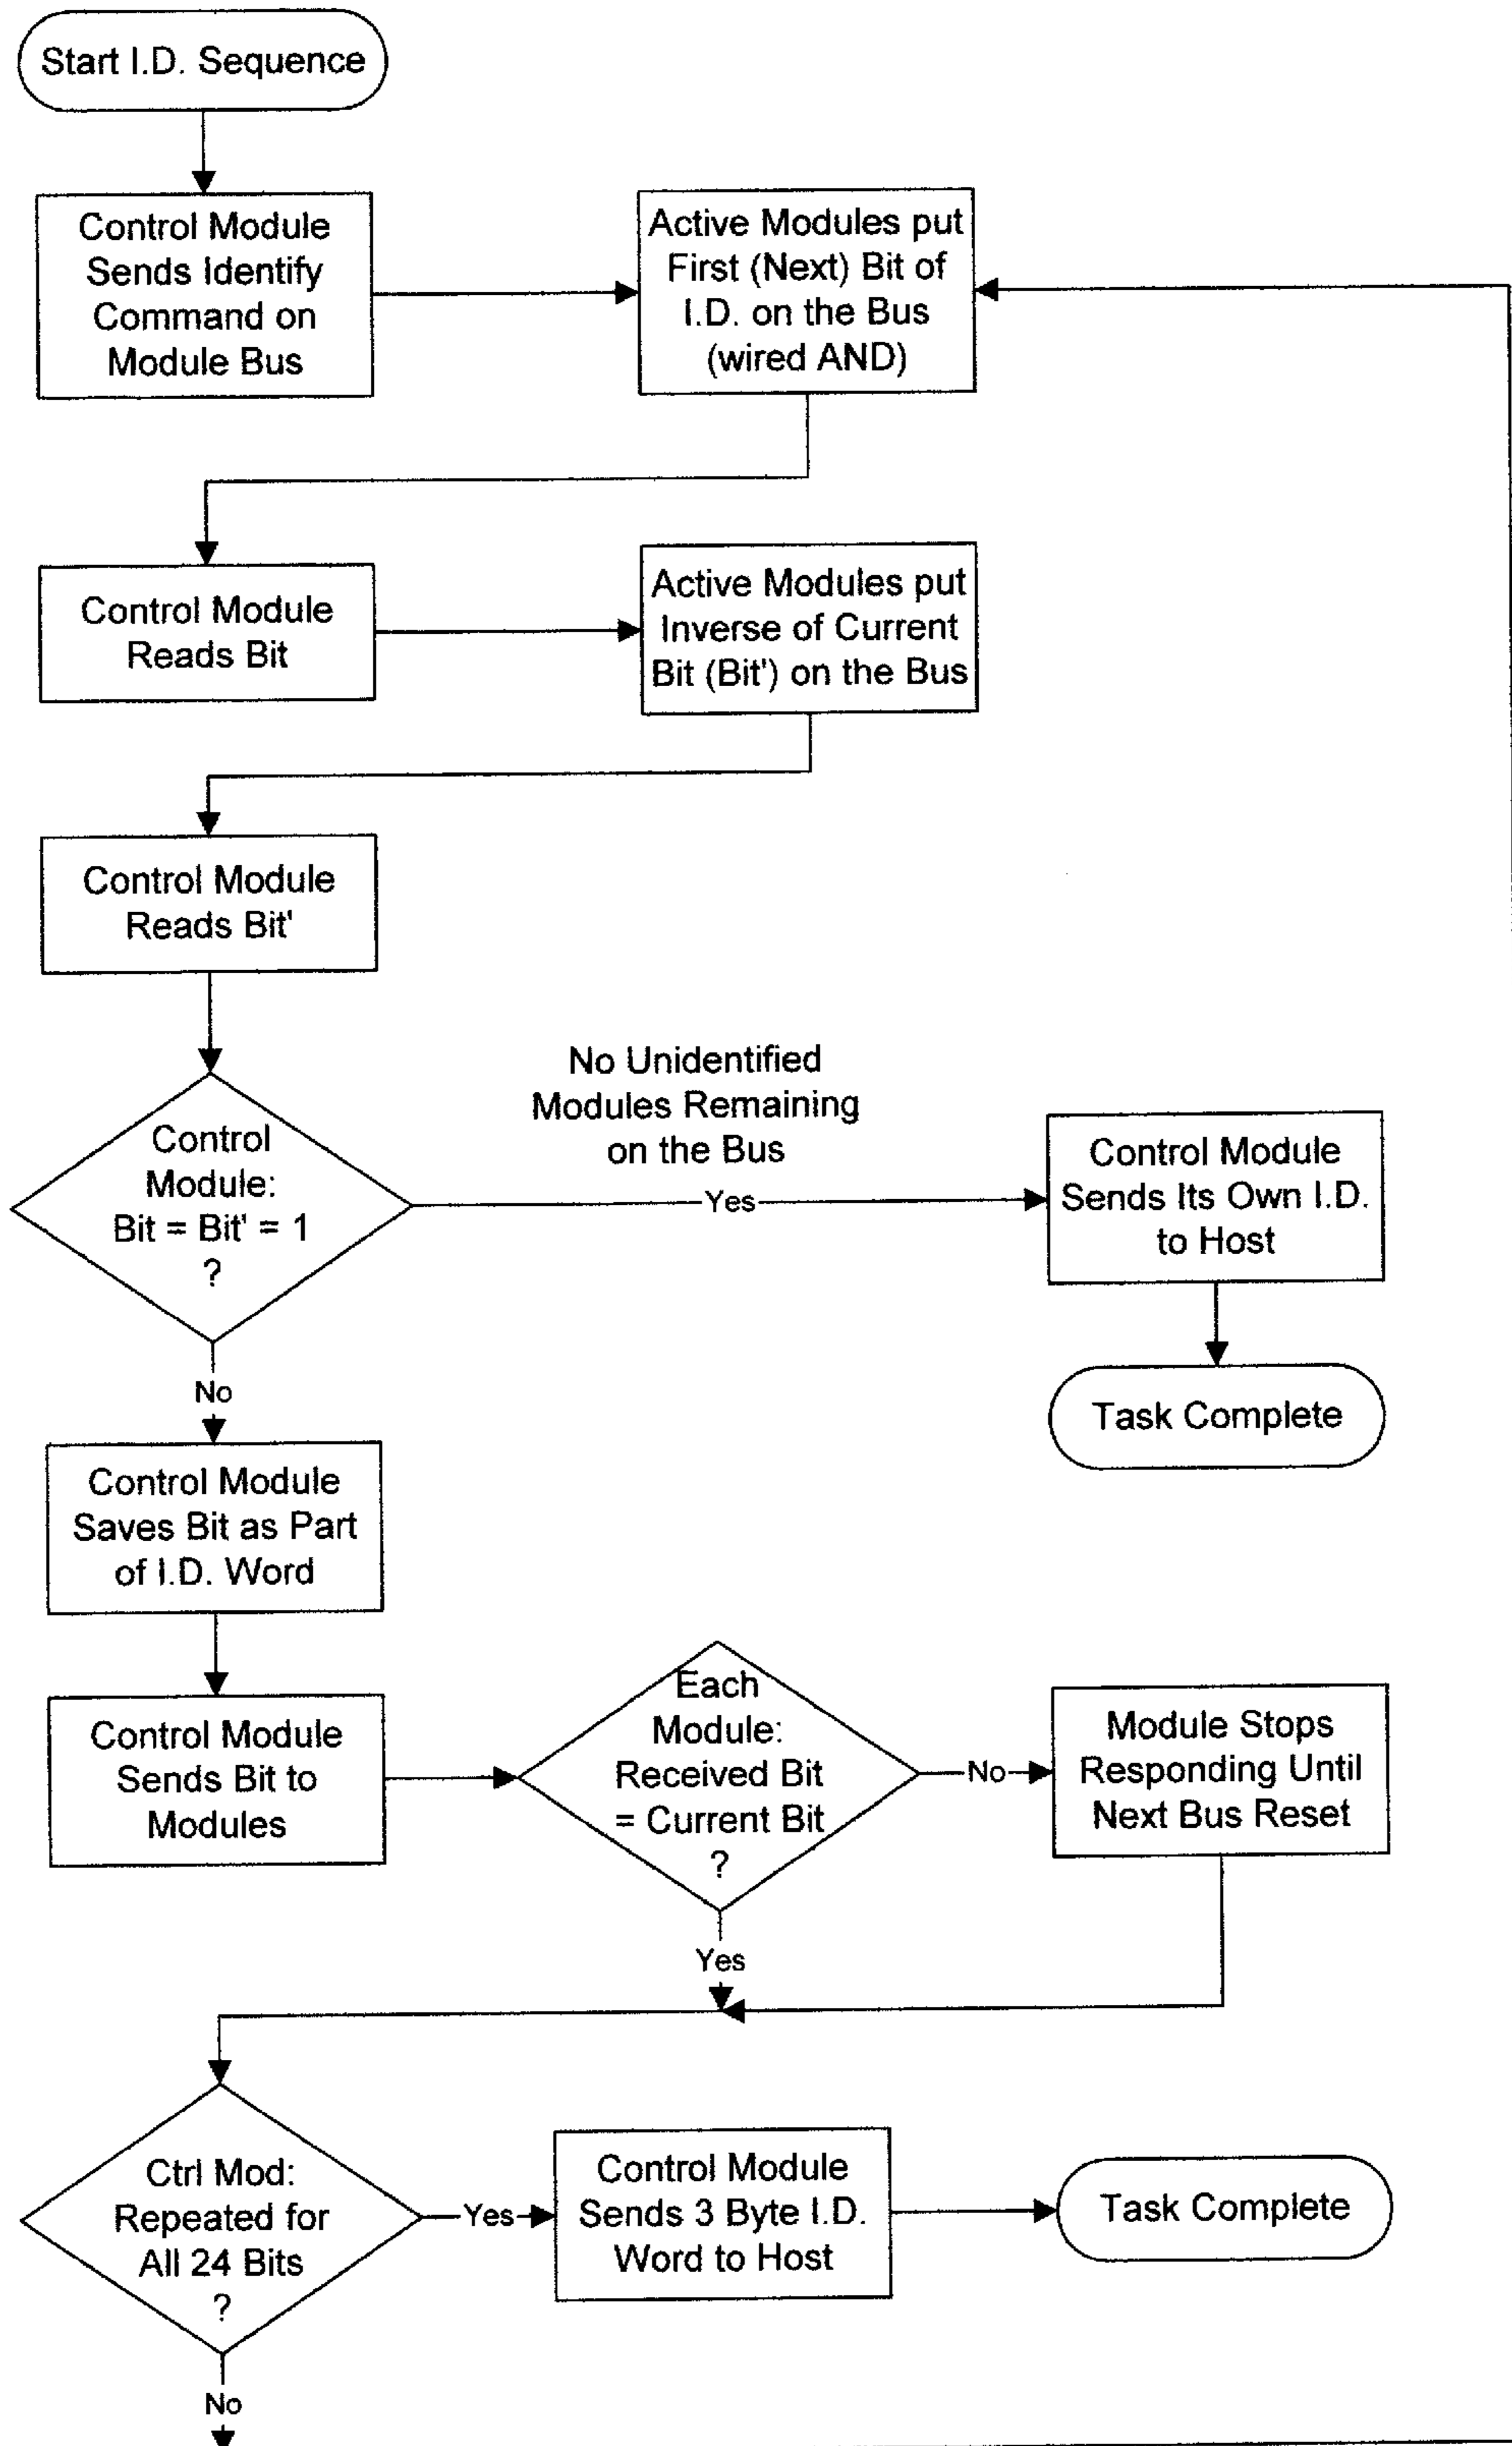 Start I.D. Sequence
Control Module
Sends Identify
Command on
Module Bus
Active Modules put
First (Next) Bit of
I.D. on the Bus
(wired AND)
Control Module
Reads Bit
Active Modules put
Inverse of Current
Bit (Bit') on the Bus
Control Module
Reads Bit'
Control
Module:
Bit = Bit' = 1
?
No Unidentified
Modules Remaining
on the Bus
Yes
Control Module
Sends Its Own I.D.
to Host
Task Complete
No
Control Module
Saves Bit as Part
of I.D. Word
Control Module
Sends Bit to
Modules
Each
Module:
Received Bit
= Current Bit
?
No
Module Stops
Responding Until
Next Bus Reset
Yes
Ctrl Mod:
Repeated for
All 24 Bits
?
Yes
Control Module
Sends 3 Byte I.D.
Word to Host
Task Complete
No